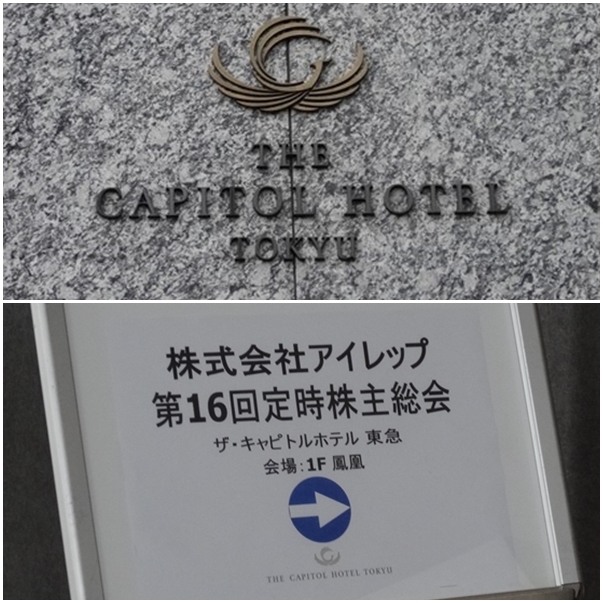 THE
CAPITOL HOTEL
TOKYU
株式会社アイレップ
第16回定時株主総会
ザ・キャピトルホテル 東急
会場:1F 鳳凰
THE CAPITOL HOTEL TOKYU